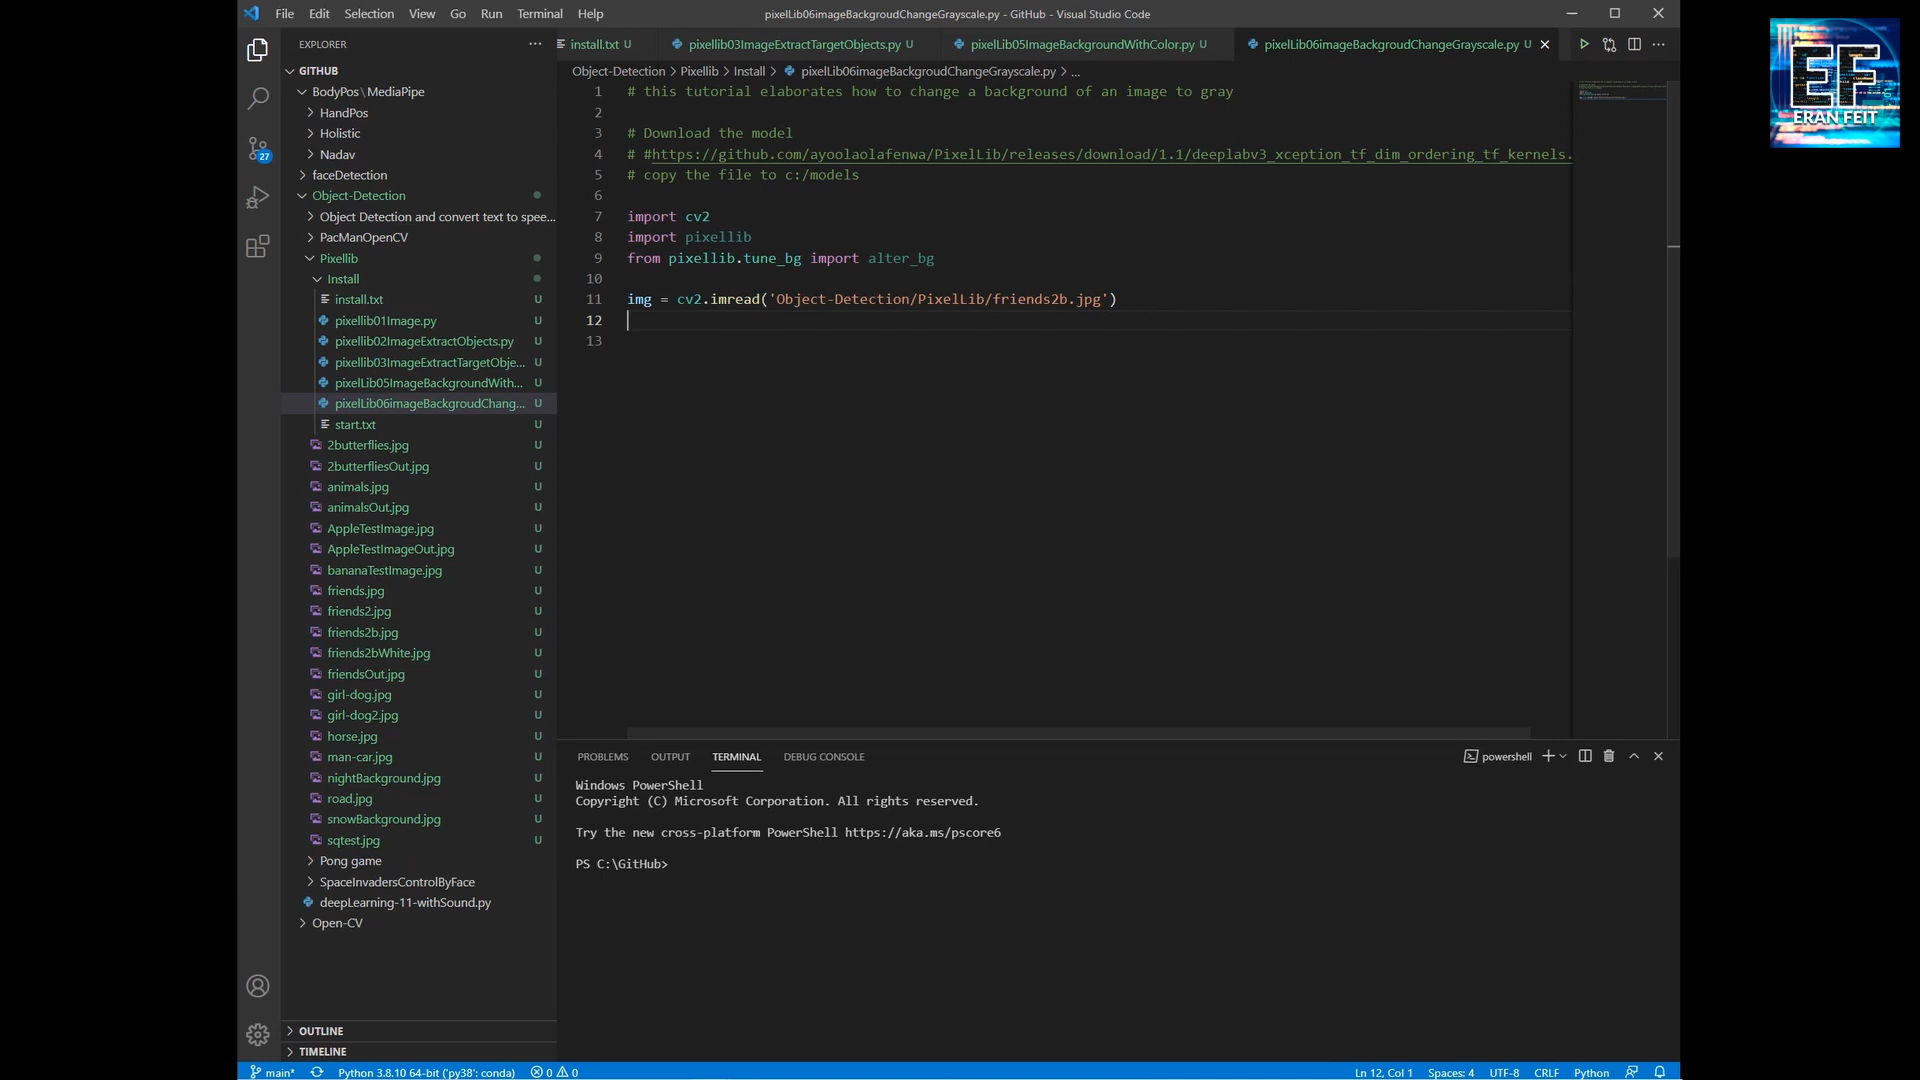 File Edit Selection View Go Run Terminal Help
pixelLib06imageBackgroudChangeGrayscale.py - GitHub - Visual Studio Code
EXPLORER
GITHUB
BodyPos\MediaPipe
HandPos
Holistic
Nadav
faceDetection
Object-Detection
Object Detection and convert text to spee...
PacManOpenCV
Pixellib
Install
install.txt U
pixellib01Image.py U
pixellib02ImageExtractObjects.py U
pixellib03ImageExtractTargetObje... U
pixelLib05ImageBackgroundWith... U
pixelLib06imageBackgroudChang... U
start.txt U
2butterflies.jpg U
2butterfliesOut.jpg U
animals.jpg U
animalsOut.jpg U
AppleTestImage.jpg U
AppleTestImageOut.jpg U
bananaTestImage.jpg U
friends.jpg U
friends2.jpg U
friends2b.jpg U
friends2bWhite.jpg U
friendsOut.jpg U
girl-dog.jpg U
girl-dog2.jpg U
horse.jpg U
man-car.jpg U
nightBackground.jpg U
road.jpg U
snowBackground.jpg U
sqtest.jpg U
Pong game
SpaceInvadersControlByFace
deepLearning-11-withSound.py
Open-CV
OUTLINE
TIMELINE
27
install.txt U pixellib03ImageExtractTargetObjects.py U pixelLib05ImageBackgroundWithColor.py U pixelLib06imageBackgroudChangeGrayscale.py U
Object-Detection > Pixellib > Install > pixelLib06imageBackgroudChangeGrayscale.py > ...
1 # this tutorial elaborates how to change a background of an image to gray
2
3 # Download the model
4 # #https://github.com/ayoolaolafenwa/PixelLib/releases/download/1.1/deeplabv3_xception_tf_dim_ordering_tf_kernels.
5 # copy the file to c:/models
6
7 import cv2
8 import pixellib
9 from pixellib.tune_bg import alter_bg
10
11 img = cv2.imread('Object-Detection/PixelLib/friends2b.jpg')
12
13
PROBLEMS OUTPUT TERMINAL DEBUG CONSOLE
powershell
Windows PowerShell
Copyright (C) Microsoft Corporation. All rights reserved.
Try the new cross-platform PowerShell https://aka.ms/pscore6
PS C:\GitHub>
main* Python 3.8.10 64-bit ('py38': conda) 0 0
Ln 12, Col 1 Spaces: 4 UTF-8 CRLF Python
EF
ERAN FEIT